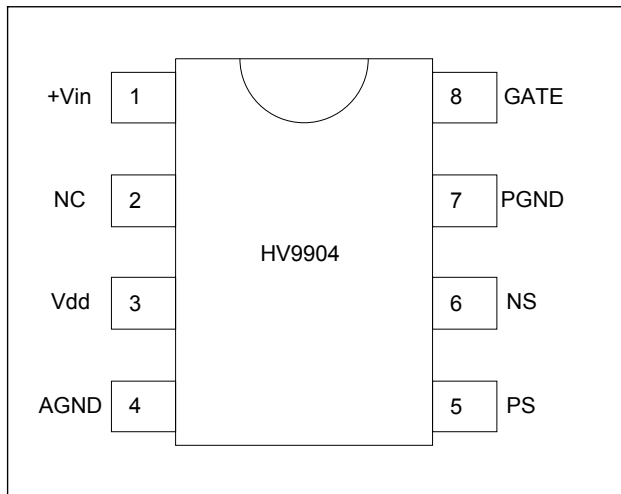 +Vin 1 8 GATE
NC 2 7 PGND
HV9904
Vdd 3 6 NS
AGND 4 5 PS